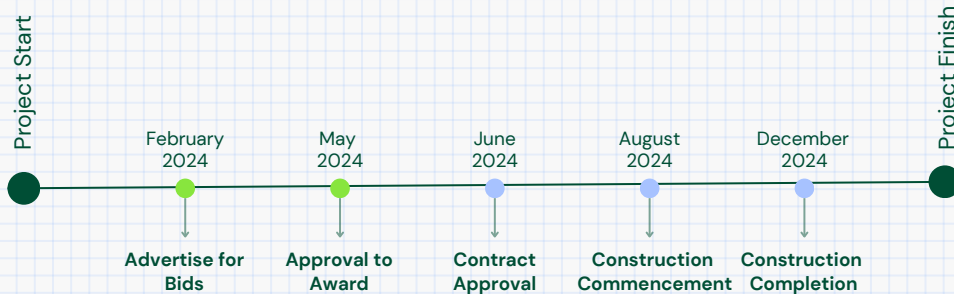 Project Start
Project Finish
February
2024
May
2024
June
2024
August
2024
December
2024
Advertise for
Bids
Approval to
Award
Contract
Approval
Construction
Commencement
Construction
Completion